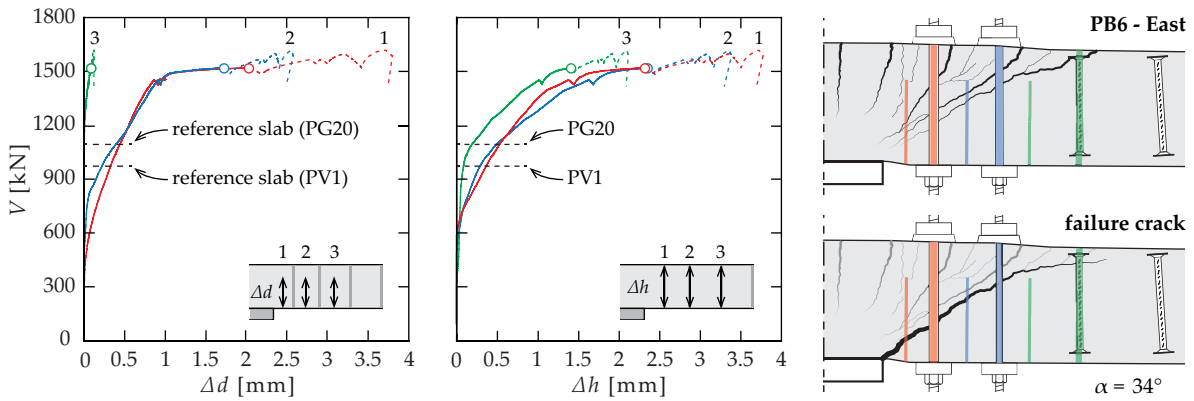 3
2
1
1800
1500
1200
900
600
300
0
V [kN]
reference slab (PG20)
reference slab (PV1)
1 2 3
Δd
0 0.5 1 1.5 2 2.5 3 3.5 4
Δd [mm]
3
2
1
PG20
PV1
1 2 3
Δh
0 0.5 1 1.5 2 2.5 3 3.5 4
Δh [mm]
PB6 - East
failure crack
α = 34°